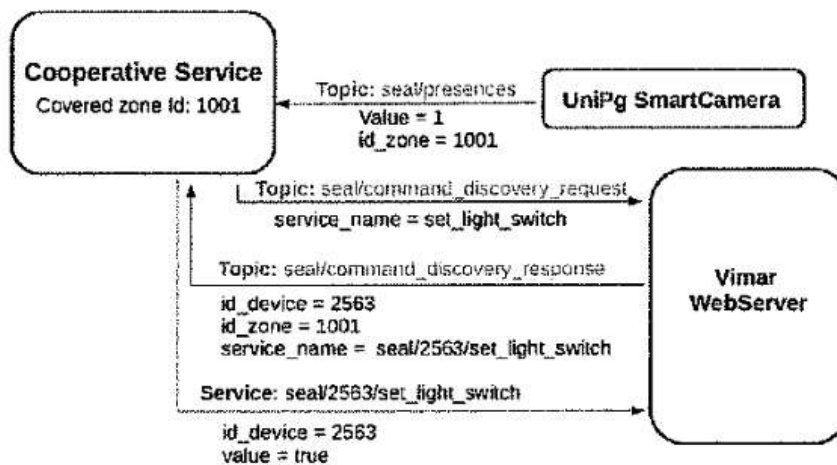 Cooperative Service
Covered zone Id: 1001
Topic: seal/presences
Value = 1
id_zone = 1001
UniPg SmartCamera
Topic: seal/command_discovery_request
service_name = set_light_switch
Topic: seal/command_discovery_response
id_device = 2563
id_zone = 1001
service_name = seal/2563/set_light_switch
Vimar
WebServer
Service: seal/2563/set_light_switch
id_device = 2563
value = true